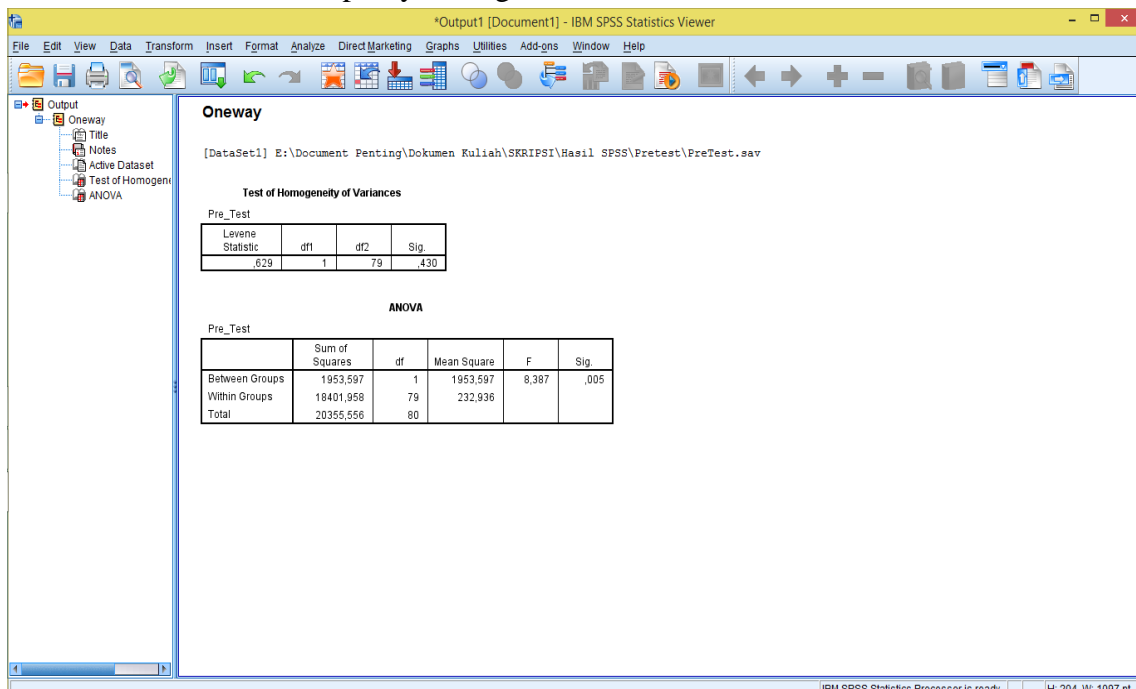 *Output1 [Document1] - IBM SPSS Statistics Viewer
File Edit View Data Transform Insert Format Analyze Direct Marketing Graphs Utilities Add-ons Window Help
Output
Oneway
Title
Notes
Active Dataset
Test of Homogene
ANOVA
Oneway
[DataSet1] E:\Document Penting\Dokumen Kuliah\SKRIPSI\Hasil SPSS\Pretest\PreTest.sav
Test of Homogeneity of Variances
Pre_Test
Levene Statistic df1 df2 Sig.
,629 1 79 ,430
ANOVA
Pre_Test
Sum of Squares df Mean Square F Sig.
Between Groups 1953,597 1 1953,597 8,387 ,005
Within Groups 18401,958 79 232,936
Total 20355,556 80
IBM SPSS Statistics Processor is ready H: 204, W: 1097 pt